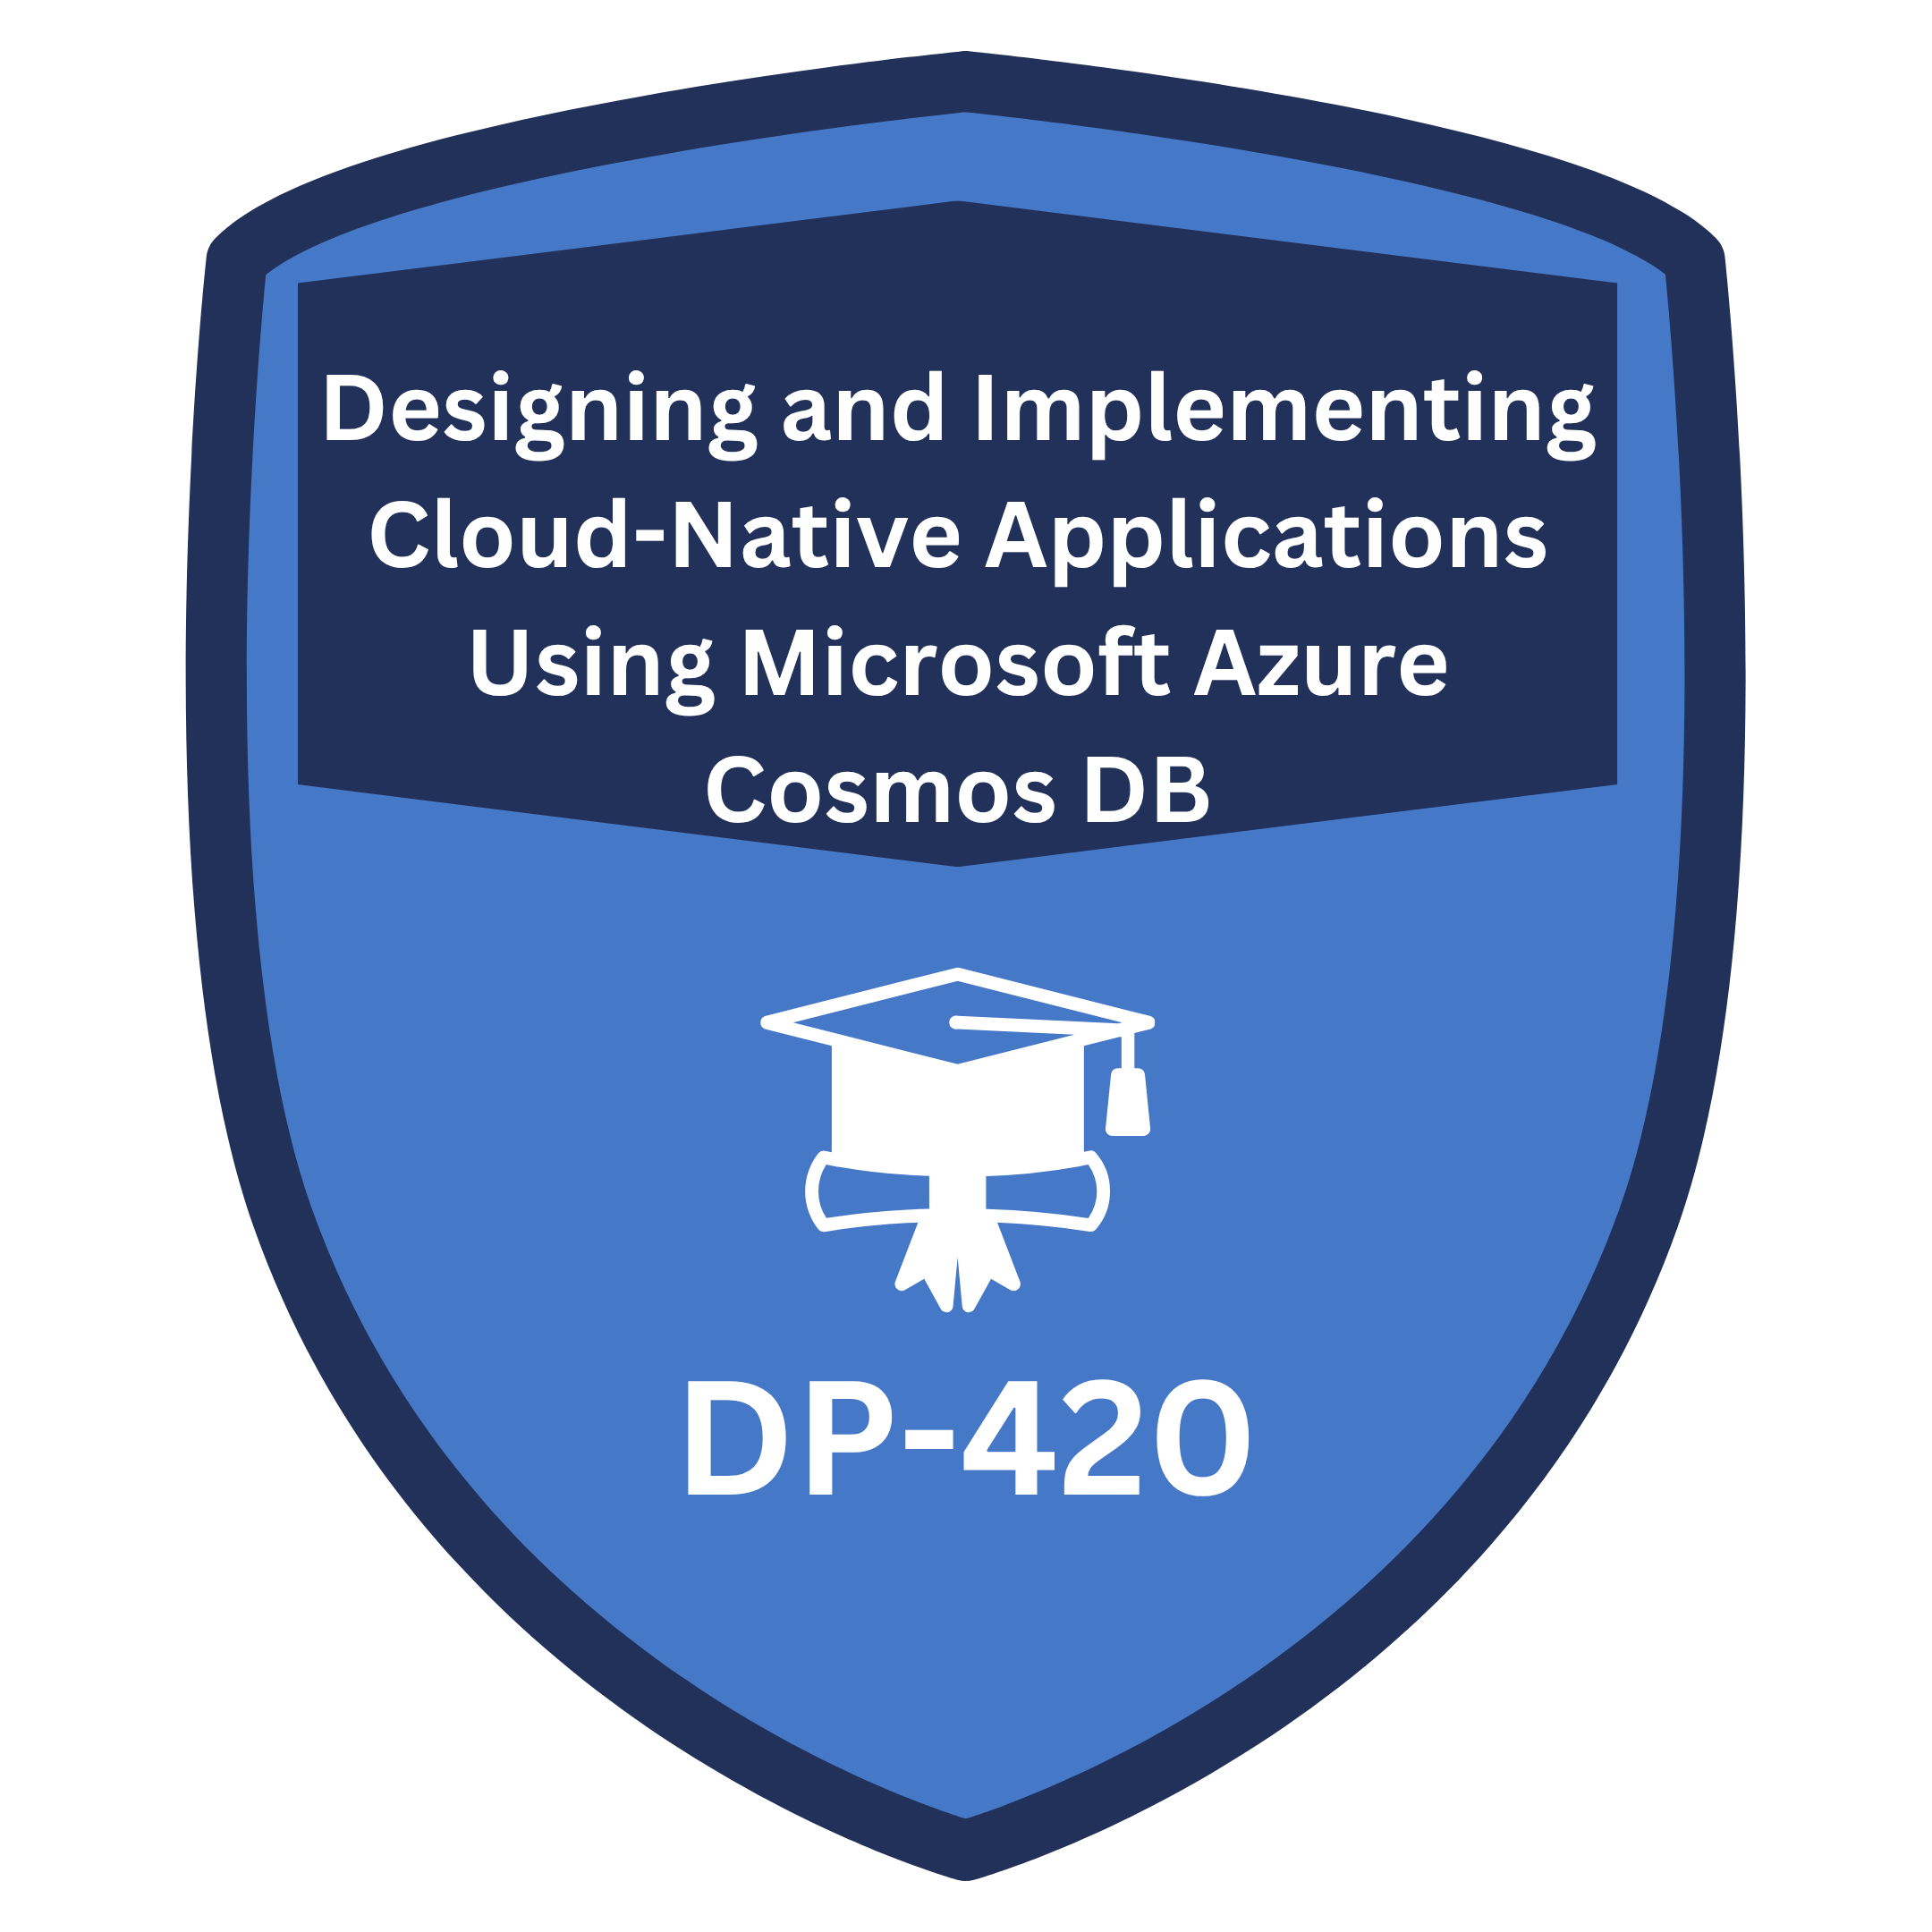 Designing and Implementing
Cloud-Native Applications
Using Microsoft Azure
Cosmos DB
DP-420